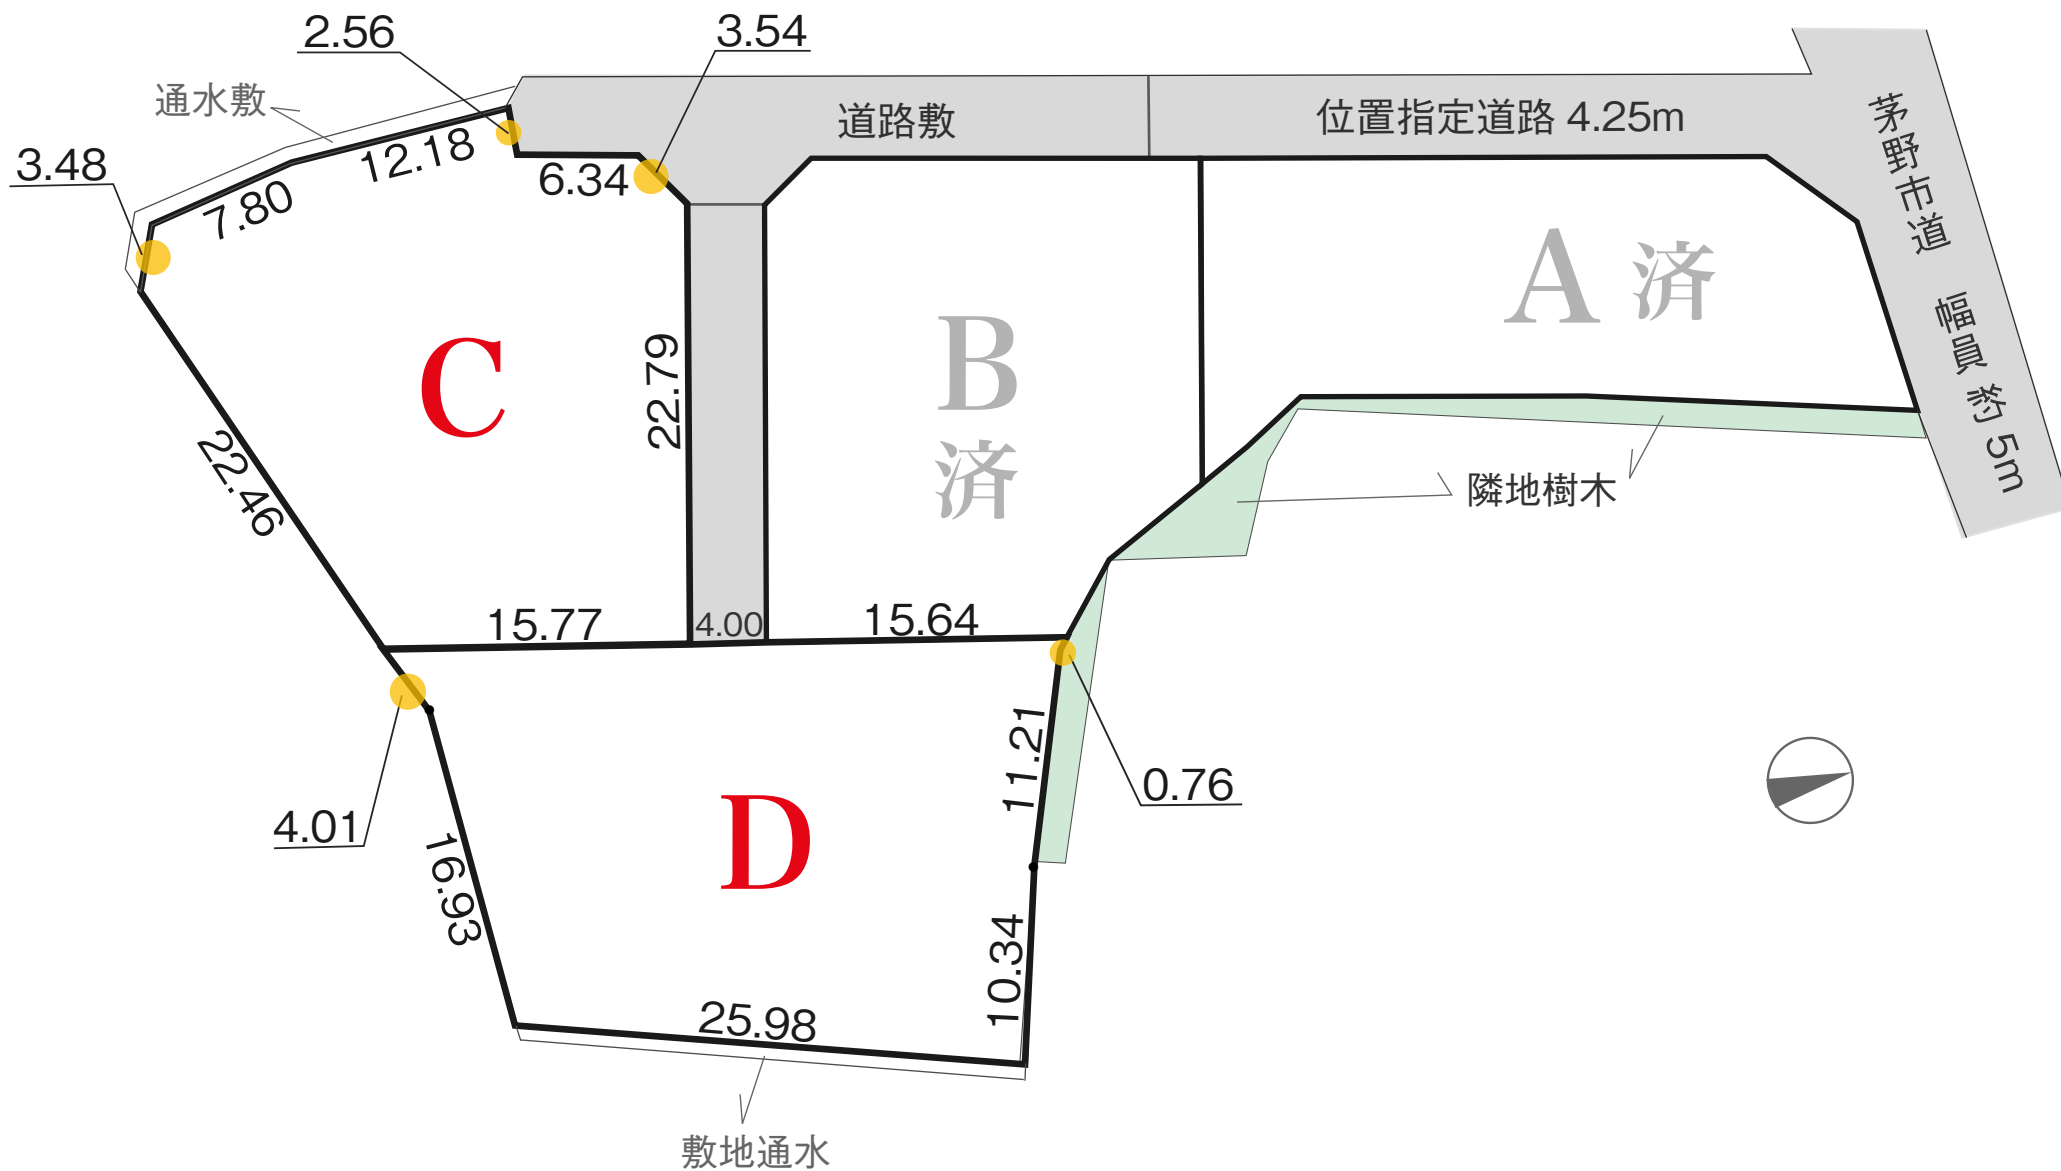 2.56
3.54
通水敷
道路敷
位置指定道路 4.25m
茅野市道 幅員 約 5m
12.18
3.48
6.34
7.80
A 済
B
済
C
22.79
22.46
隣地樹木
15.77
4.00
15.64
11.21
0.76
4.01
D
16.93
10.34
25.98
敷地通水